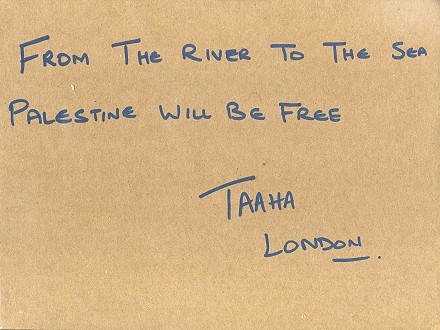 FROM THE RIVER TO THE SEA
PALESTINE WILL BE FREE
TAAHA
LONDON.